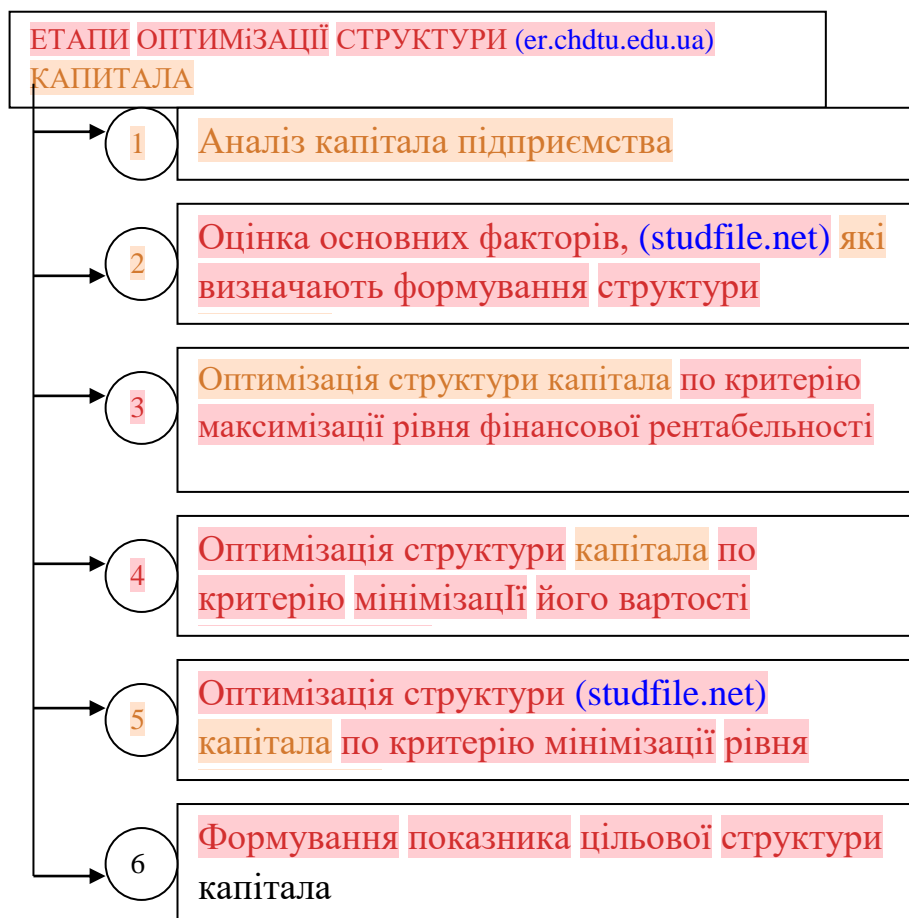 ЕТАПИ ОПТИМіЗАЦІЇ СТРУКТУРИ (er.chdtu.edu.ua)
КАПИТАЛА
1
Аналіз капітала підприємства
2
Оцінка основних факторів, (studfile.net) які
визначають формування структури
3
Оптимізація структури капітала по критерію
максимізації рівня фінансової рентабельності
4
Оптимізація структури капітала по
критерію мінімізацІї його вартості
5
Оптимізація структури (studfile.net)
капітала по критерію мінімізації рівня
6
Формування показника цільової структури
капітала